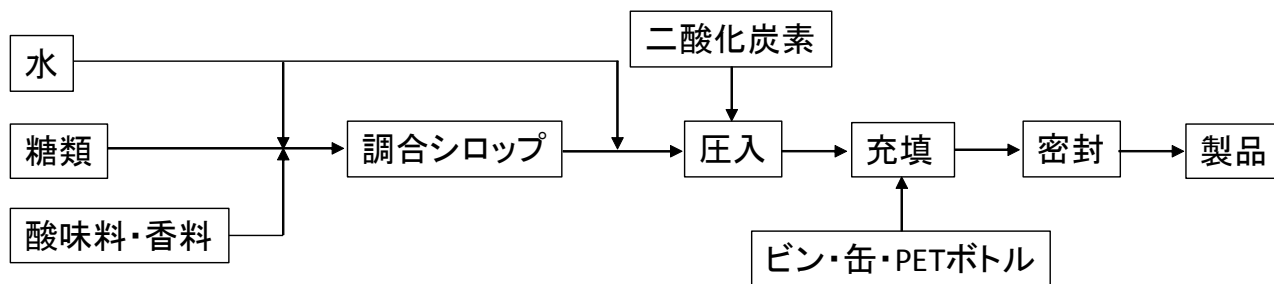 二酸化炭素
水
糖類
調合シロップ
圧入
充填
密封
製品
酸味料・香料
ビン・缶・PETボトル